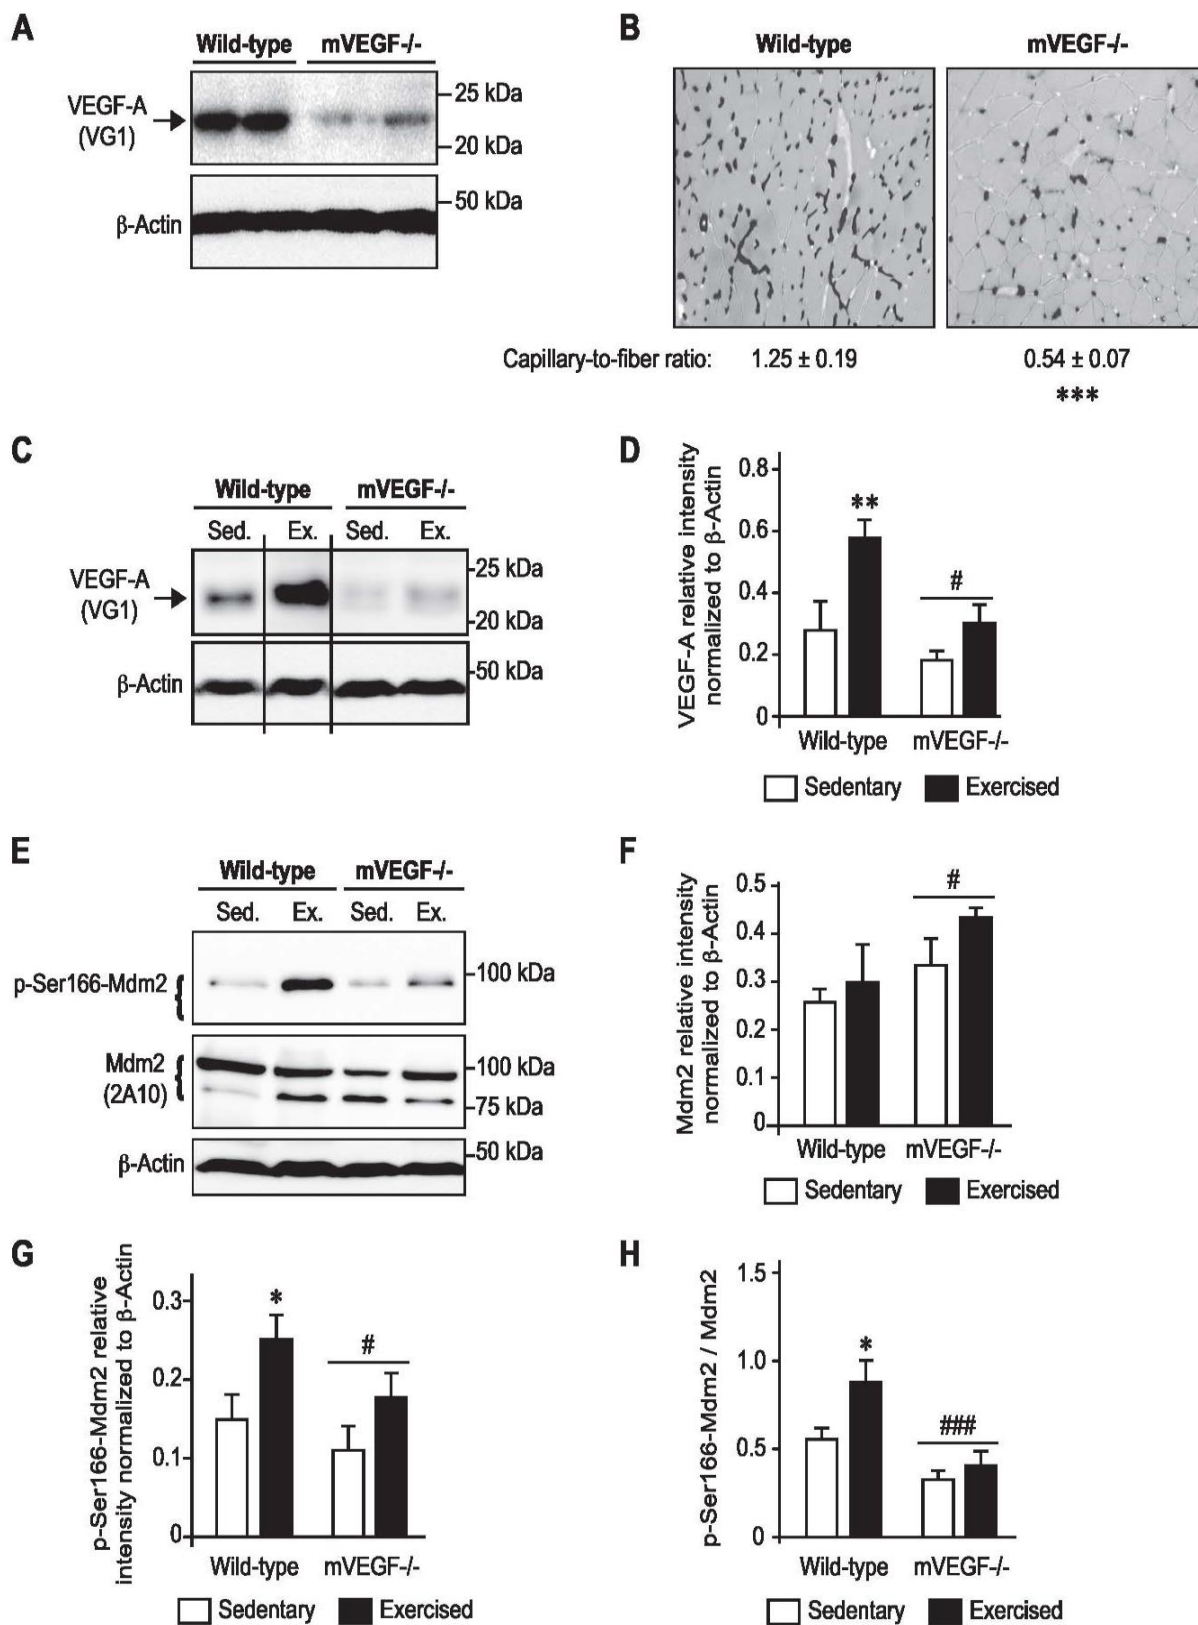 A
Wild-type mVEGF-/-
VEGF-A
(VG1)
25 kDa
20 kDa
β-Actin
50 kDa
B
Wild-type mVEGF-/-
Capillary-to-fiber ratio: 1.25 ± 0.19 0.54 ± 0.07
***
C
Wild-type mVEGF-/-
Sed. Ex. Sed. Ex.
VEGF-A
(VG1)
25 kDa
20 kDa
β-Actin
50 kDa
D
VEGF-A relative intensity
normalized to β-Actin
0.8
0.6
0.4
0.2
0
**
#
Wild-type mVEGF-/-
Sedentary Exercised
E
Wild-type mVEGF-/-
Sed. Ex. Sed. Ex.
p-Ser166-Mdm2
100 kDa
Mdm2
(2A10)
100 kDa
75 kDa
β-Actin
50 kDa
F
Mdm2 relative intensity
normalized to β-Actin
0.5
0.4
0.3
0.2
0.1
0
#
Wild-type mVEGF-/-
Sedentary Exercised
G
p-Ser166-Mdm2 relative
intensity normalized to β-Actin
0.3
0.2
0.1
0
*
#
Wild-type mVEGF-/-
Sedentary Exercised
H
p-Ser166-Mdm2 / Mdm2
1.5
1.0
0.5
0
*
###
Wild-type mVEGF-/-
Sedentary Exercised